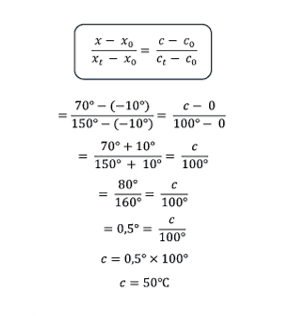 x − x₀ / xₜ − x₀ = c − c₀ / cₜ − c₀
= 70° − (−10°) / 150° − (−10°) = c − 0 / 100° − 0
= 70° + 10° / 150° + 10° = c / 100°
= 80° / 160° = c / 100°
= 0,5° = c / 100°
c = 0,5° × 100°
c = 50°C